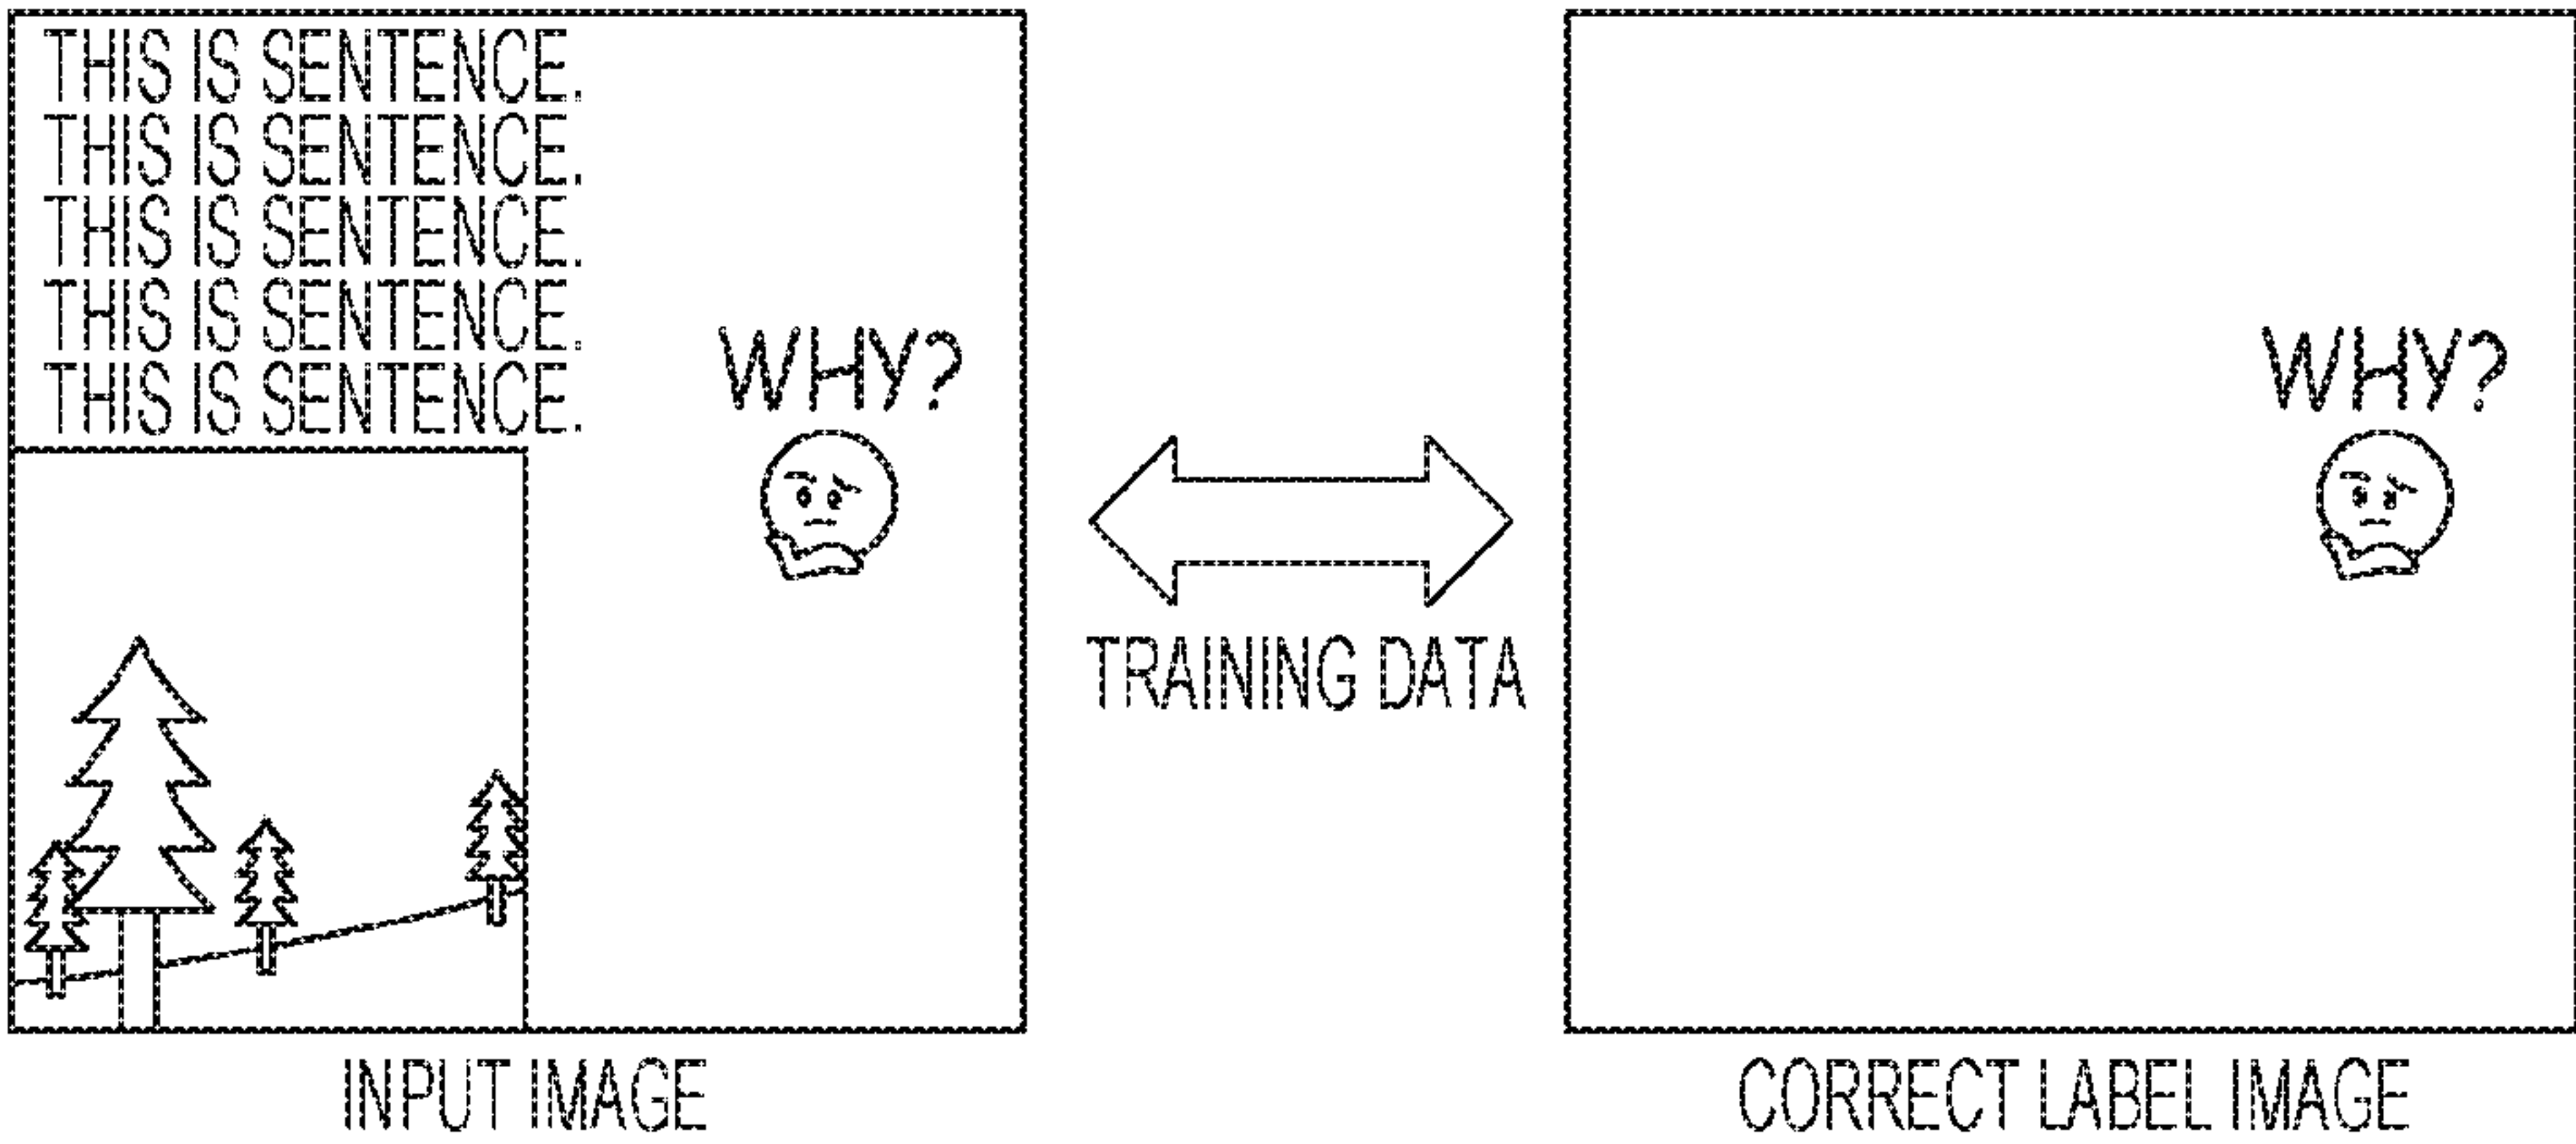 THIS IS SENTENCE.
THIS IS SENTENCE.
THIS IS SENTENCE.
THIS IS SENTENCE.
THIS IS SENTENCE.
WHY?
INPUT IMAGE
TRAINING DATA
WHY?
CORRECT LABEL IMAGE